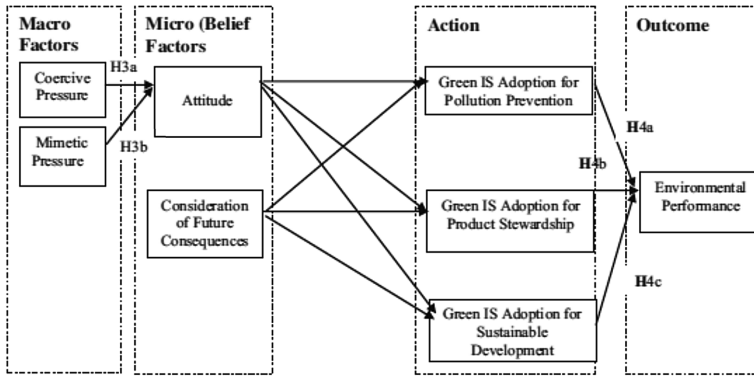 Macro
Factors
Coercive
Pressure
Mimetic
Pressure
H3a
H3b
Micro (Belief
Factors
Attitude
Consideration
of Future
Consequences
Action
Green IS Adoption for
Pollution Prevention
Green IS Adoption for
Product Stewardship
Green IS Adoption for
Sustainable
Development
H4a
H4b
H4c
Outcome
Environmental
Performance